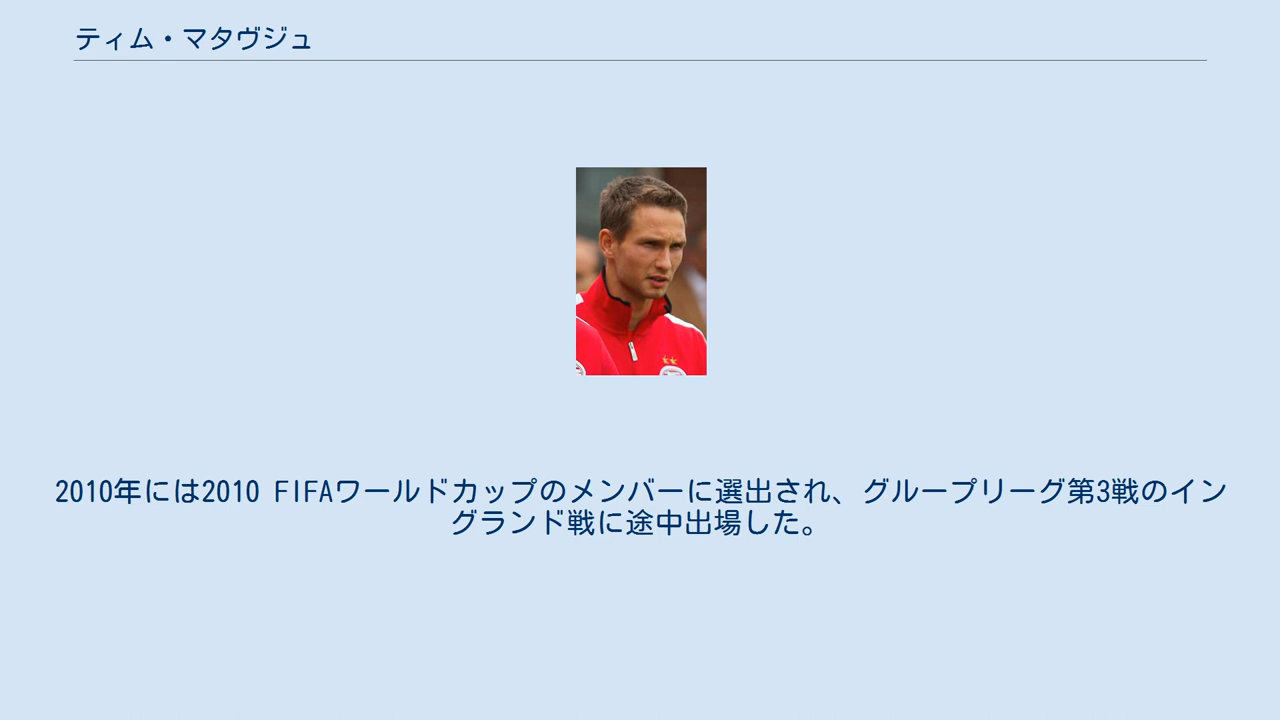 ティム・マタヴジュ
2010年には2010 FIFAワールドカップのメンバーに選出され、グループリーグ第3戦のイン
グランド戦に途中出場した。